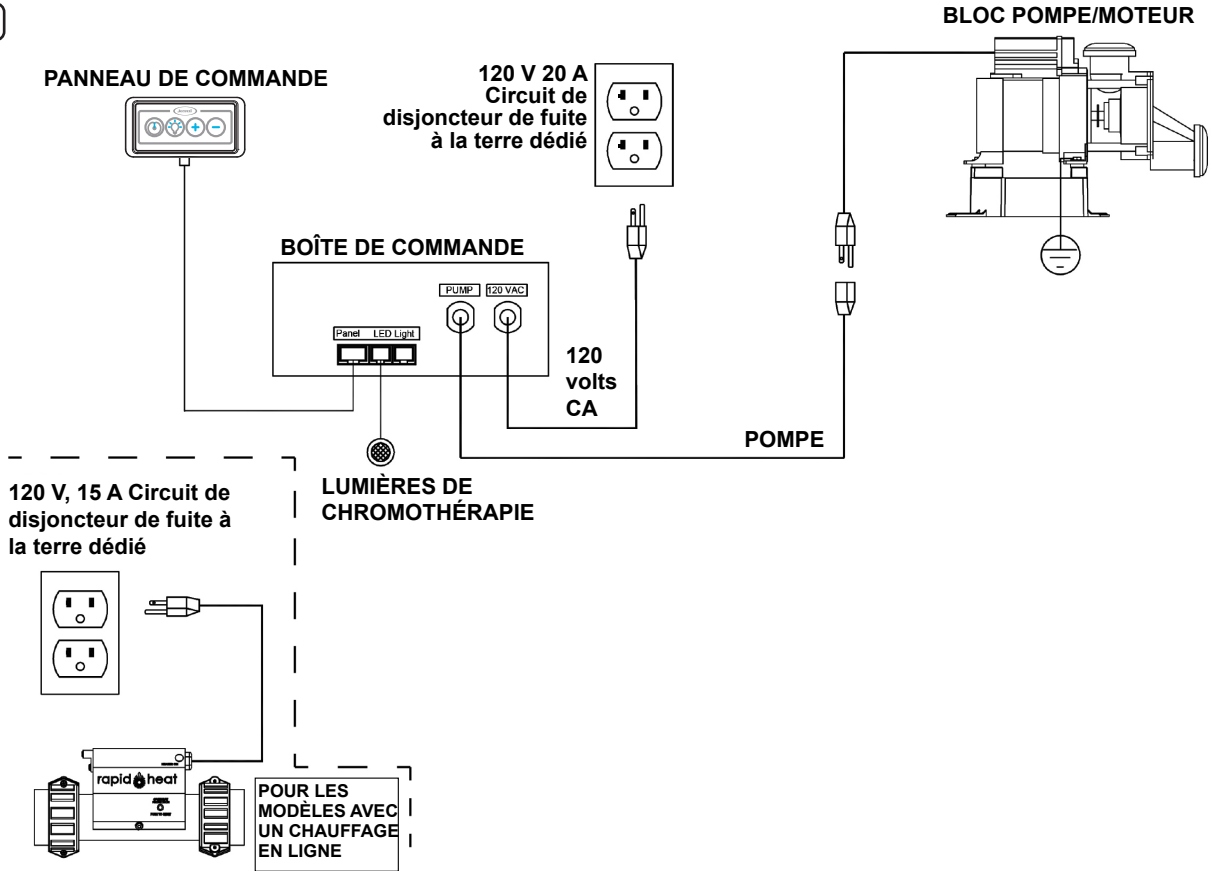 BLOC POMPE/MOTEUR
PANNEAU DE COMMANDE
120 V 20 A
Circuit de
disjoncteur de fuite
à la terre dédié
BOÎTE DE COMMANDE
PUMP
120 VAC
Panel
LED Light
120
volts
CA
POMPE
LUMIÈRES DE
CHROMOTHÉRAPIE
120 V, 15 A Circuit de
disjoncteur de fuite à
la terre dédié
rapid heat
POUR LES
MODÈLES AVEC
UN CHAUFFAGE
EN LIGNE